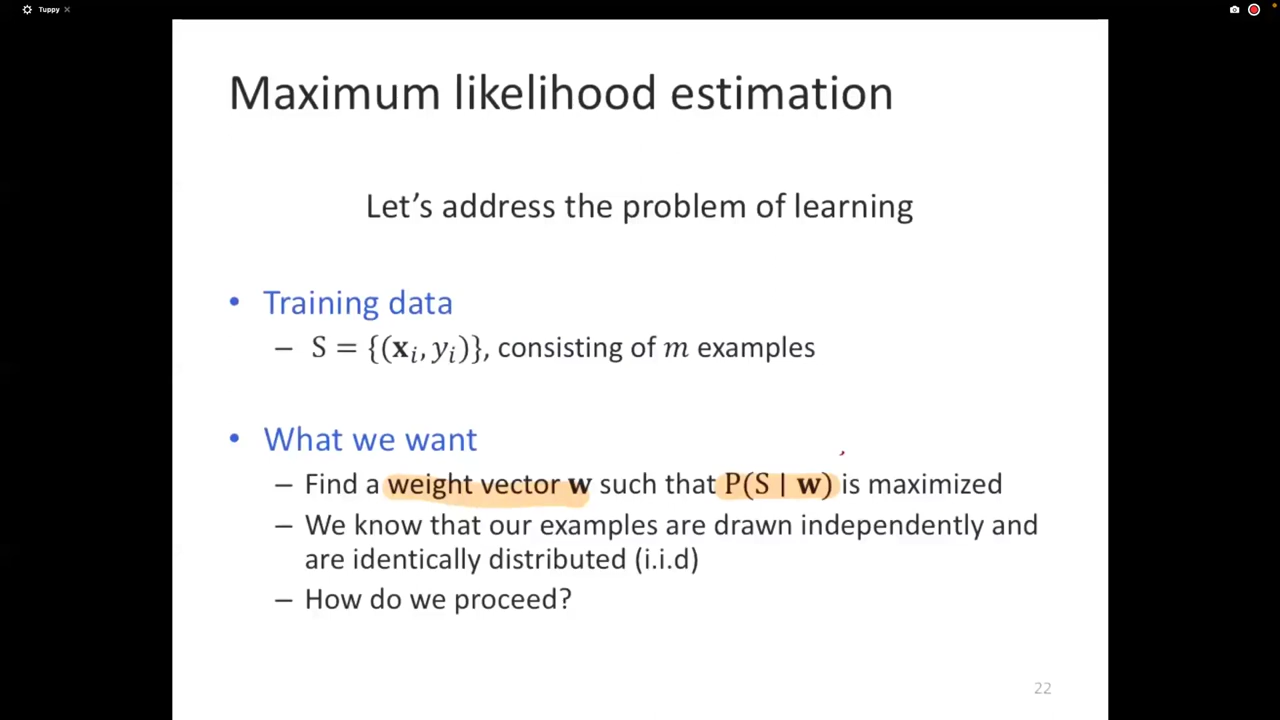 Tuppy
Maximum likelihood estimation
Let's address the problem of learning
• Training data
– S = {(𝐱ᵢ, yᵢ)}, consisting of m examples
• What we want
– Find a weight vector 𝐰 such that P(S | 𝐰) is maximized
– We know that our examples are drawn independently and
are identically distributed (i.i.d)
– How do we proceed?
22